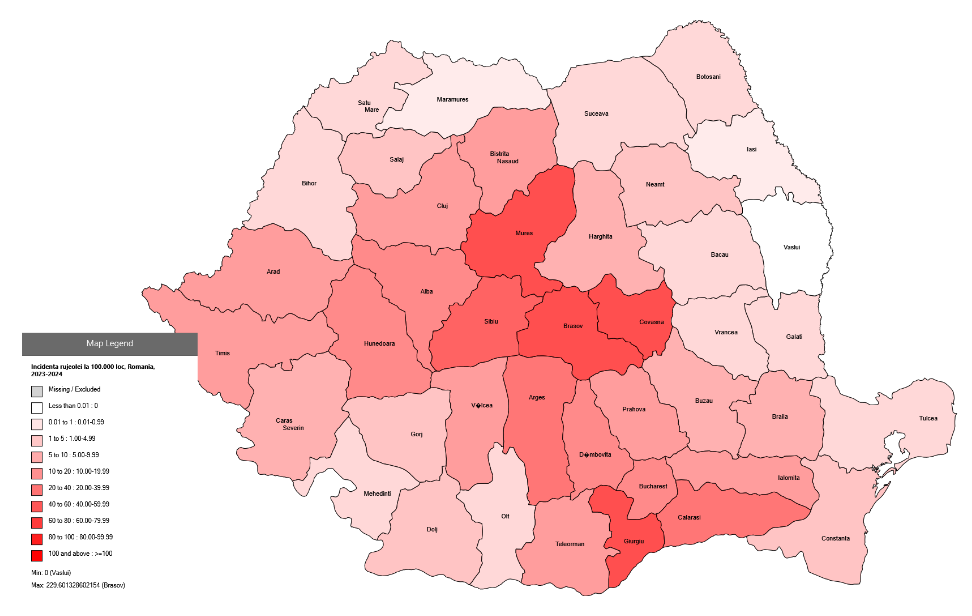 Botosani
Satu
Mare
Maramures
Suceava
Iasi
Bistrita
Nasaud
Salaj
Bihor
Neamt
Cluj
Mures
Harghita
Vaslui
Bacau
Arad
Alba
Sibiu
Brasov
Covasna
Vrancea
Galati
Map Legend
Timis
Hunedoara
Incidenta rujeolei la 100.000 loc, Romania,
2023-2024
Missing / Excluded
Less than 0.01 : 0
0.01 to 1 : 0.01-0.99
1 to 5 : 1.00-4.99
5 to 10 : 5.00-9.99
10 to 20 : 10.00-19.99
20 to 40 : 20.00-39.99
40 to 60 : 40.00-59.99
60 to 80 : 60.00-79.99
80 to 100 : 80.00-99.99
100 and above : >=100
Min: 0 (Vaslui)
Max: 229.601328602154 (Brasov)
V�lcea
Arges
Prahova
Buzau
Braila
Tulcea
Caras
Severin
Gorj
D�mbovita
Mehedinti
Bucharest
Ialomita
Dolj
Olt
Calarasi
Teleorman
Giurgiu
Constanta